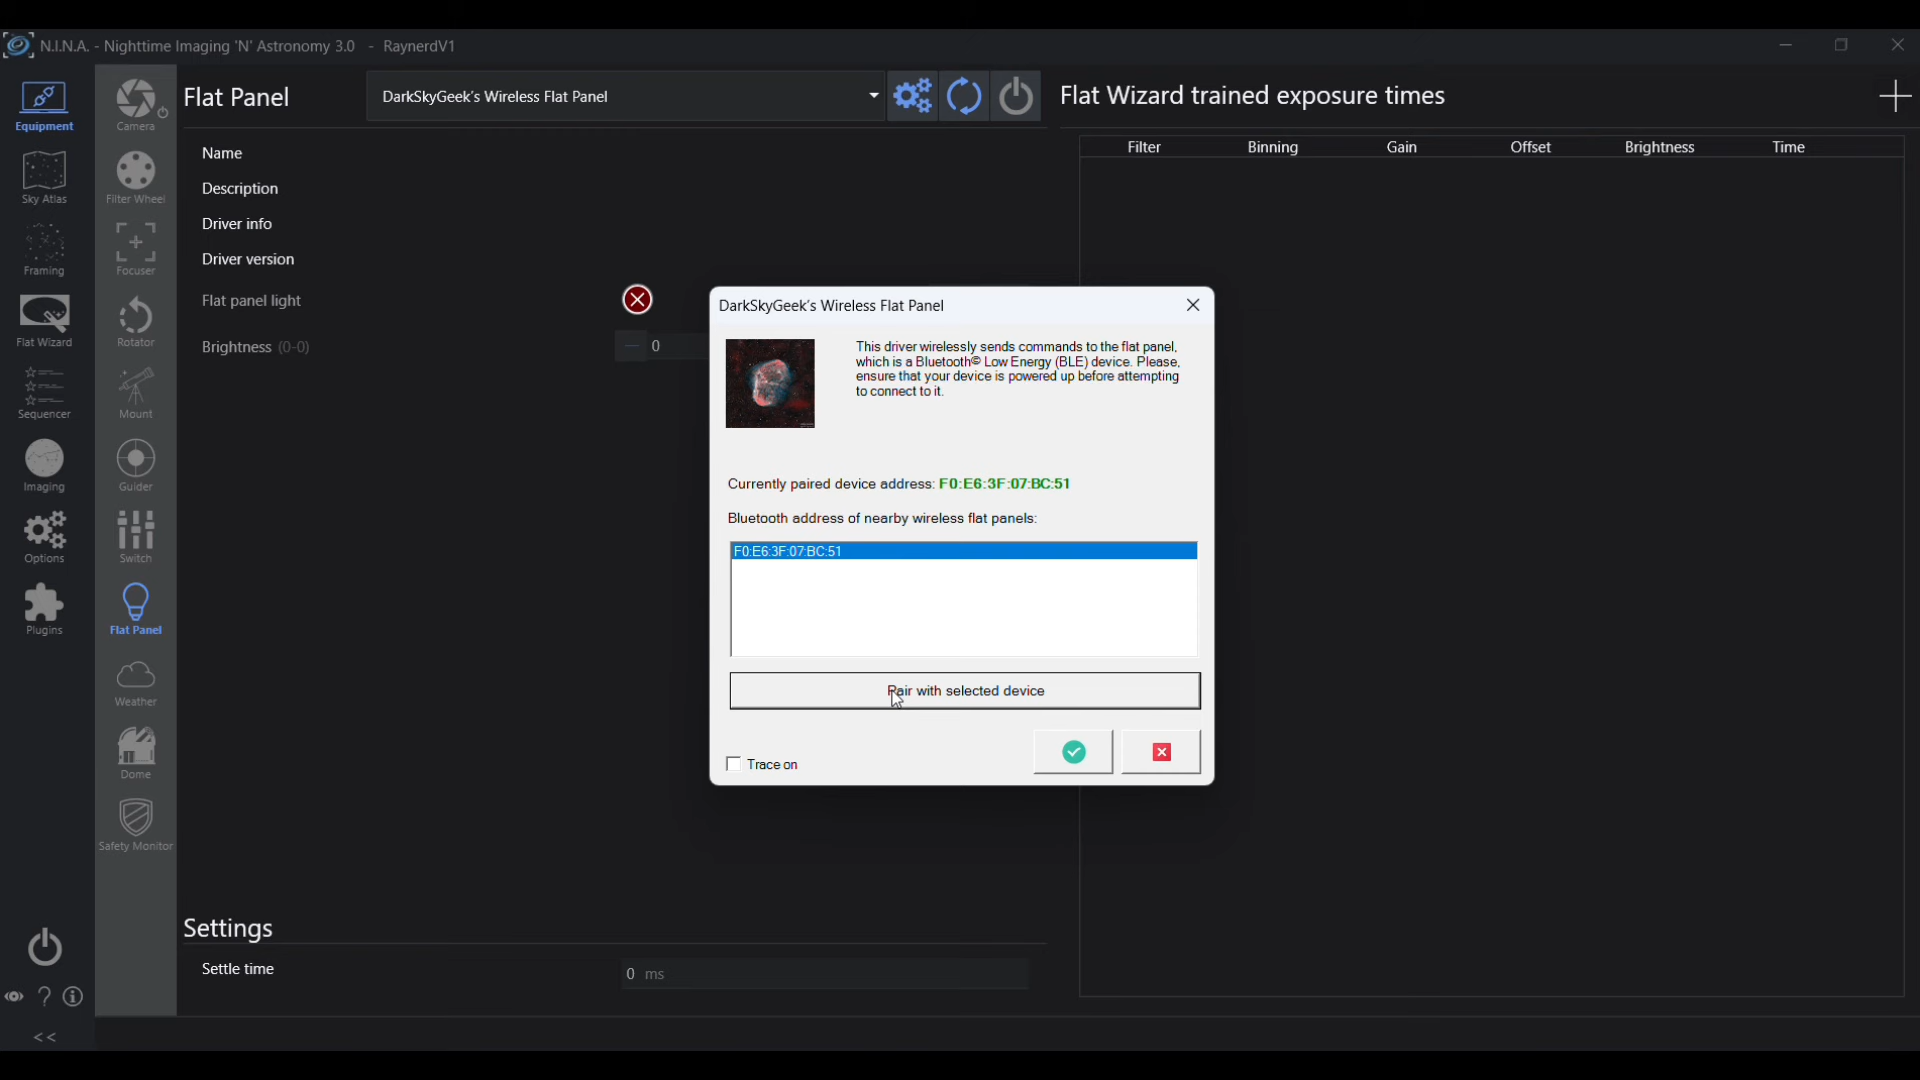 N.I.N.A. - Nighttime Imaging 'N' Astronomy 3.0 - RaynerdV1
Equipment
Sky Atlas
Framing
Flat Wizard
Sequencer
Imaging
Options
Plugins
? 
<<
Camera
Filter Wheel
Focuser
Rotator
Mount
Guider
Switch
Flat Panel
Weather
Dome
Safety Monitor
Flat Panel
DarkSkyGeek's Wireless Flat Panel
Name
Description
Driver info
Driver version
Flat panel light
Brightness (0-0)
0
Settings
Settle time
0 ms
Flat Wizard trained exposure times
Filter Binning Gain Offset Brightness Time
DarkSkyGeek's Wireless Flat Panel
This driver wirelessly sends commands to the flat panel,
which is a Bluetooth© Low Energy (BLE) device. Please,
ensure that your device is powered up before attempting
to connect to it.
Currently paired device address: F0:E6:3F:07:BC:51
Bluetooth address of nearby wireless flat panels:
F0:E6:3F:07:BC:51
Pair with selected device
Trace on